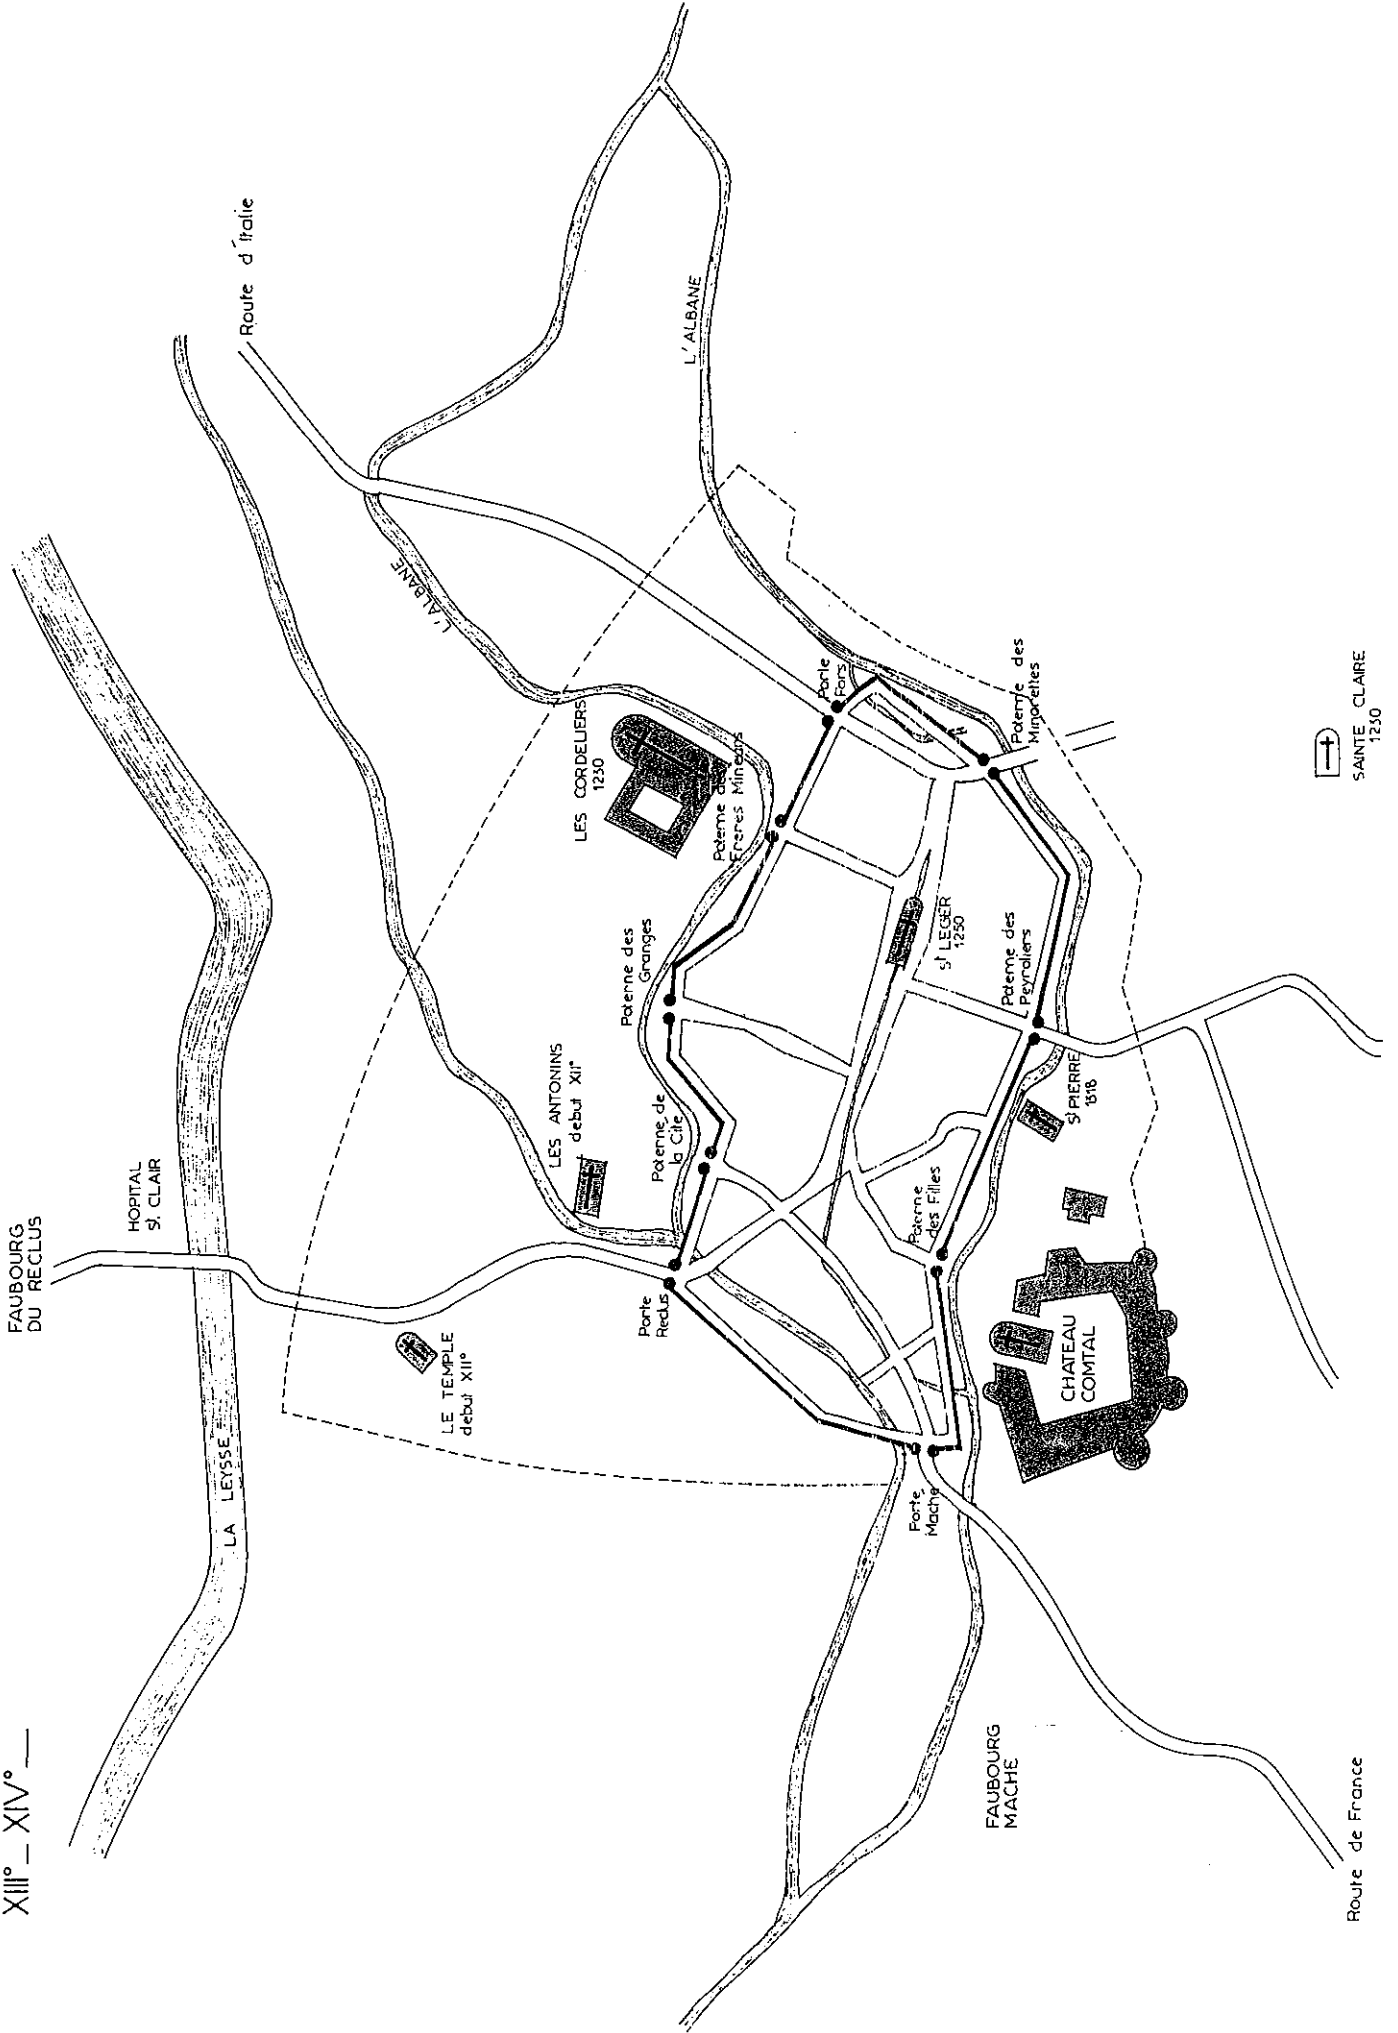 XIII° _ XIV° __
FAUBOURG
DU RECLUS
HOPITAL
St. CLAIR
LA LEYSSE
Route d'Italie
LE TEMPLE
debut XII°
LES ANTONINS
debut XII°
LES CORDELIERS
1230
L'ALBANE
L'ALBANE
Porte
Reclus
Poterne de
la Cité
Poterne des
Granges
Poterne des
Freres Mineurs
Porte
Fors
Poterne des
Minorettes
St LEGER
1250
Poterne des
Peyroliers
Poterne
des Filles
St PIERRE
1318
Porte
Mache
CHATEAU
COMTAL
FAUBOURG
MACHE
Route de France
SAINTE CLAIRE
1230